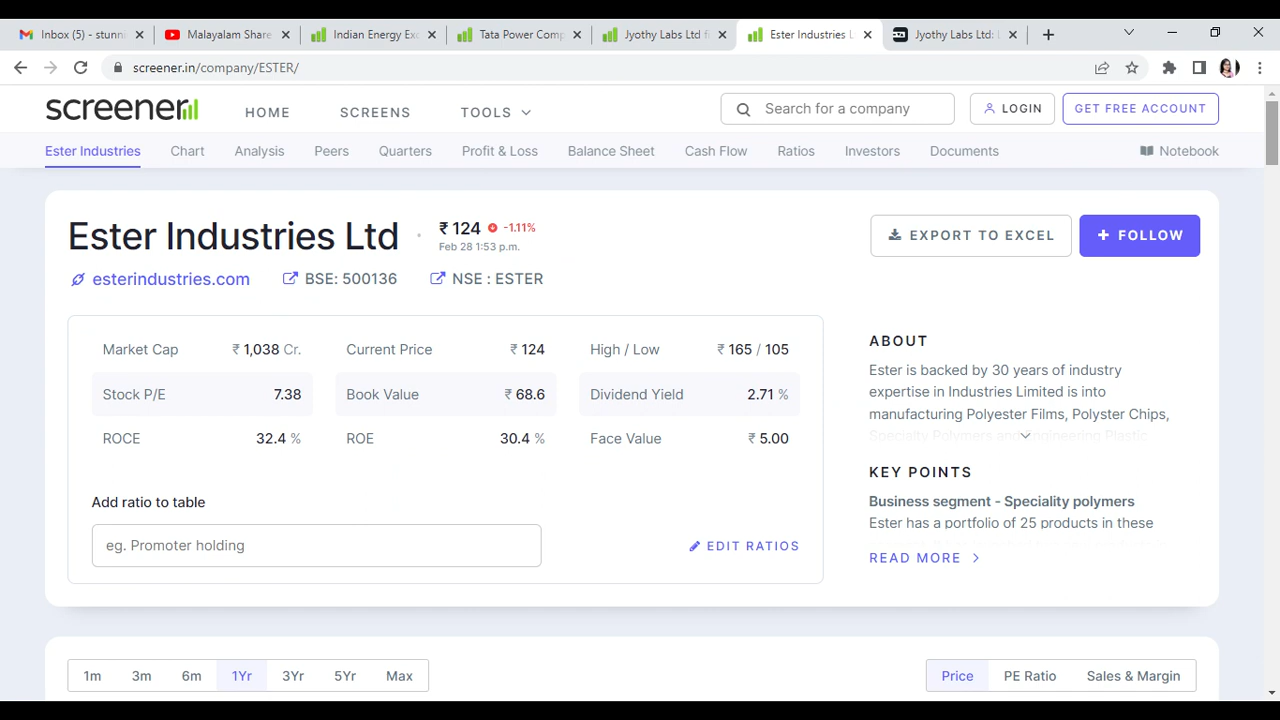 Inbox (5) - stunn
Malayalam Share
Indian Energy Ex
Tata Power Comp
Jyothy Labs Ltd fi
Ester Industries L
Jyothy Labs Ltd:
screener.in/company/ESTER/
screener
HOME
SCREENS
TOOLS
Search for a company
LOGIN
GET FREE ACCOUNT
Ester Industries
Chart
Analysis
Peers
Quarters
Profit & Loss
Balance Sheet
Cash Flow
Ratios
Investors
Documents
Notebook
Ester Industries Ltd
₹ 124 -1.11%
Feb 28 1:53 p.m.
EXPORT TO EXCEL
+ FOLLOW
esterindustries.com
BSE: 500136
NSE : ESTER
Market Cap ₹ 1,038 Cr.
Current Price ₹ 124
High / Low ₹ 165 / 105
Stock P/E 7.38
Book Value ₹ 68.6
Dividend Yield 2.71 %
ROCE 32.4 %
ROE 30.4 %
Face Value ₹ 5.00
Add ratio to table
eg. Promoter holding
EDIT RATIOS
ABOUT
Ester is backed by 30 years of industry
expertise in Industries Limited is into
manufacturing Polyester Films, Polyster Chips,
Specialty Polymers and Engineering Plastic
KEY POINTS
Business segment - Speciality polymers
Ester has a portfolio of 25 products in these
READ MORE
1m
3m
6m
1Yr
3Yr
5Yr
Max
Price
PE Ratio
Sales & Margin